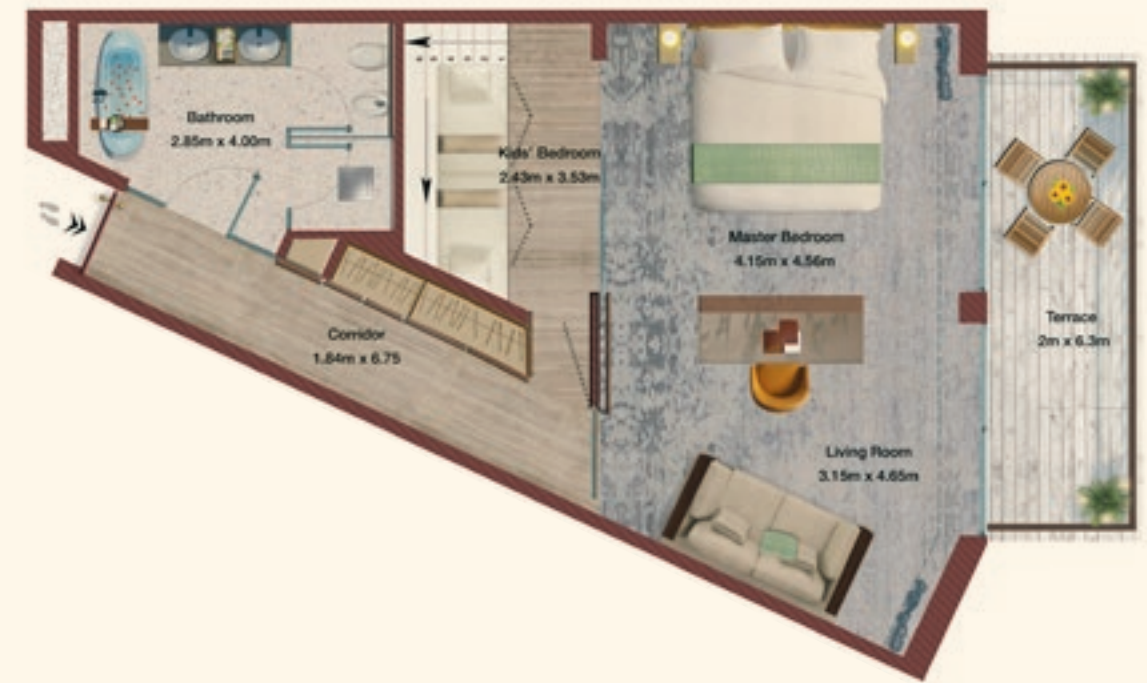 Bathroom
2.85m x 4.00m
Kids' Bedroom
2.43m x 3.53m
Master Bedroom
4.15m x 4.56m
Corridor
1.84m x 6.75
Terrace
2m x 6.3m
Living Room
3.15m x 4.65m